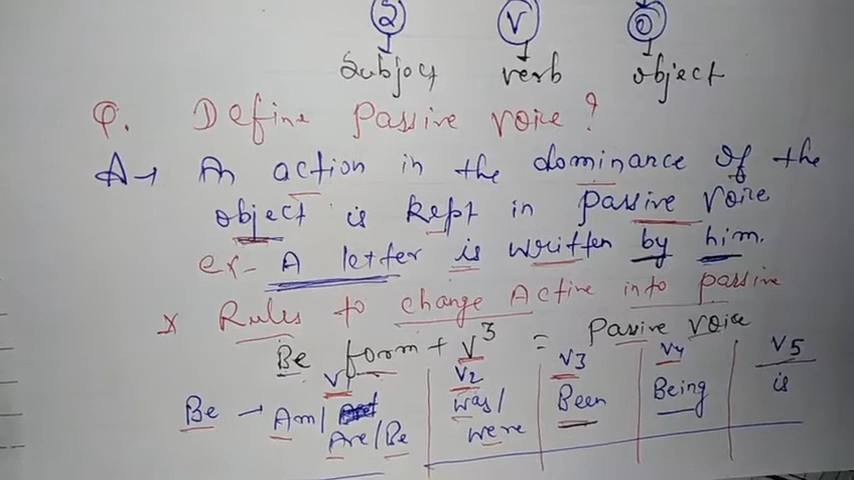 S V O
Subject verb object
Q. Define Passive Voice?
A→ An action in the dominance of the
object is kept in passive voice
ex- A letter is written by him.
x Rules to change Active into passive
Be form + V3 = Passive voice
V1 V2 V3 V4 V5
Be → Am/ was/ Been Being is
Are/Be were